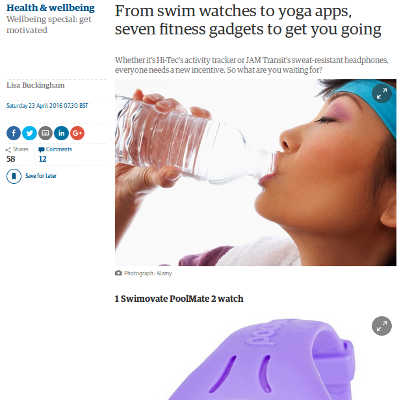 Health & wellbeing
Wellbeing special: get
motivated
From swim watches to yoga apps,
seven fitness gadgets to get you going
Whether it's Hi-Tec's activity tracker or JAM Transit's sweat-resistant headphones,
everyone needs a new incentive. So what are you waiting for?
Lisa Buckingham
Saturday 23 April 2016 07.30 BST
Shares
58
Comments
12
Save for later
Photograph: Alamy
1 Swimovate PoolMate 2 watch